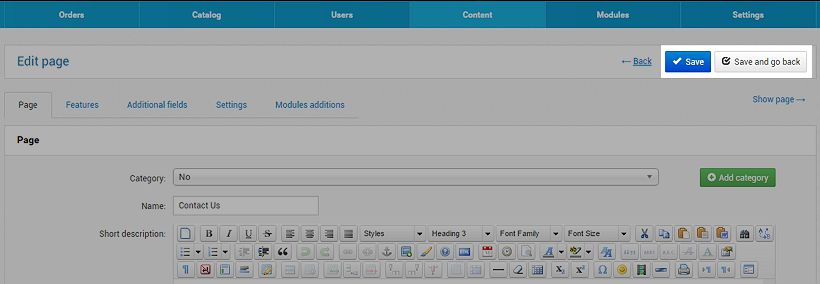 Orders Catalog Users Content Modules Settings
Edit page ← Back Save Save and go back
Page Features Additional fields Settings Modules additions Show page →
Page
Category: No Add category
Name: Contact Us
Short description: B I U S Styles Heading 3 Font Family Font Size